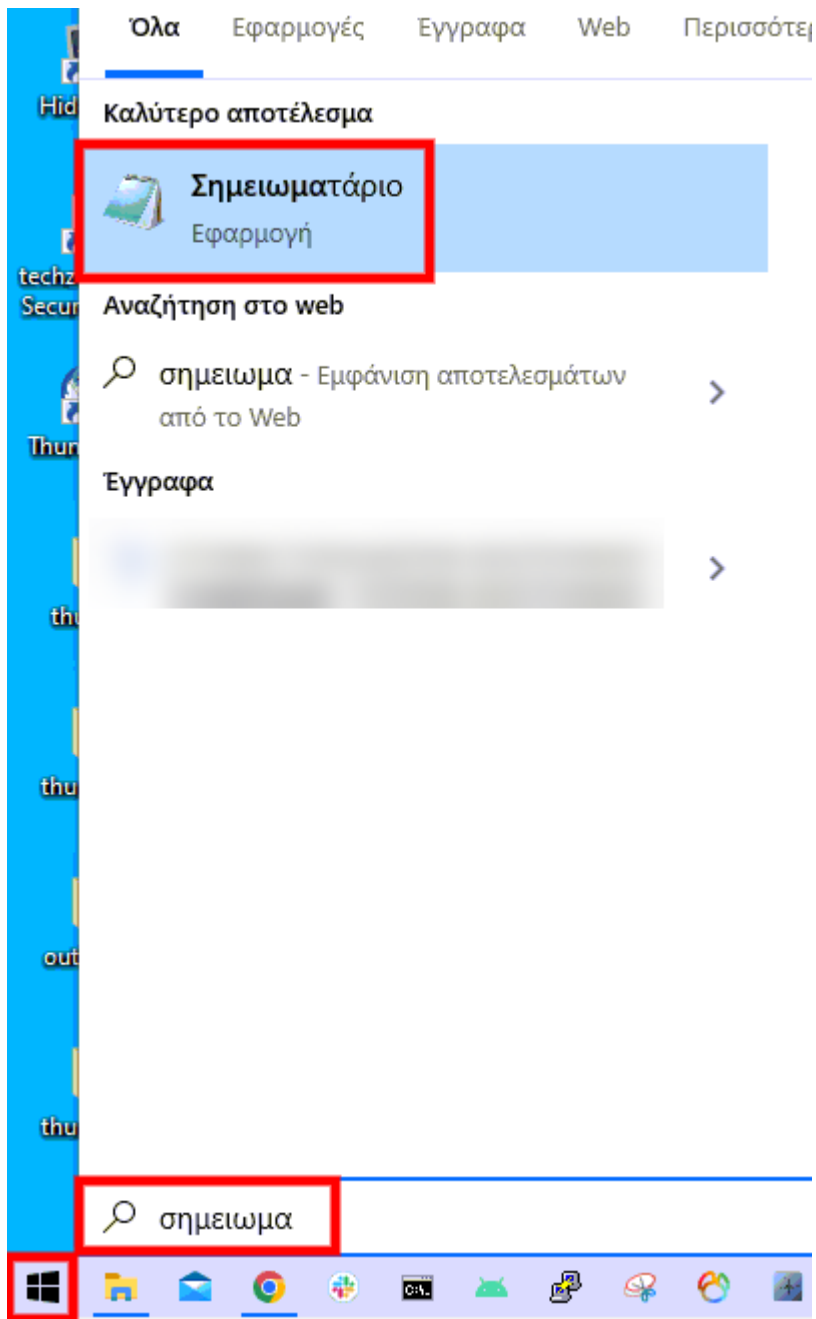 Όλα Εφαρμογές Έγγραφα Web Περισσότε
Hid
Καλύτερο αποτέλεσμα
Σημειωματάριο
Εφαρμογή
techz
Secur
Αναζήτηση στο web
σημειωμα - Εμφάνιση αποτελεσμάτων
από το Web
Thun
Έγγραφα
thu
thu
out
thu
σημειωμα
C:\.